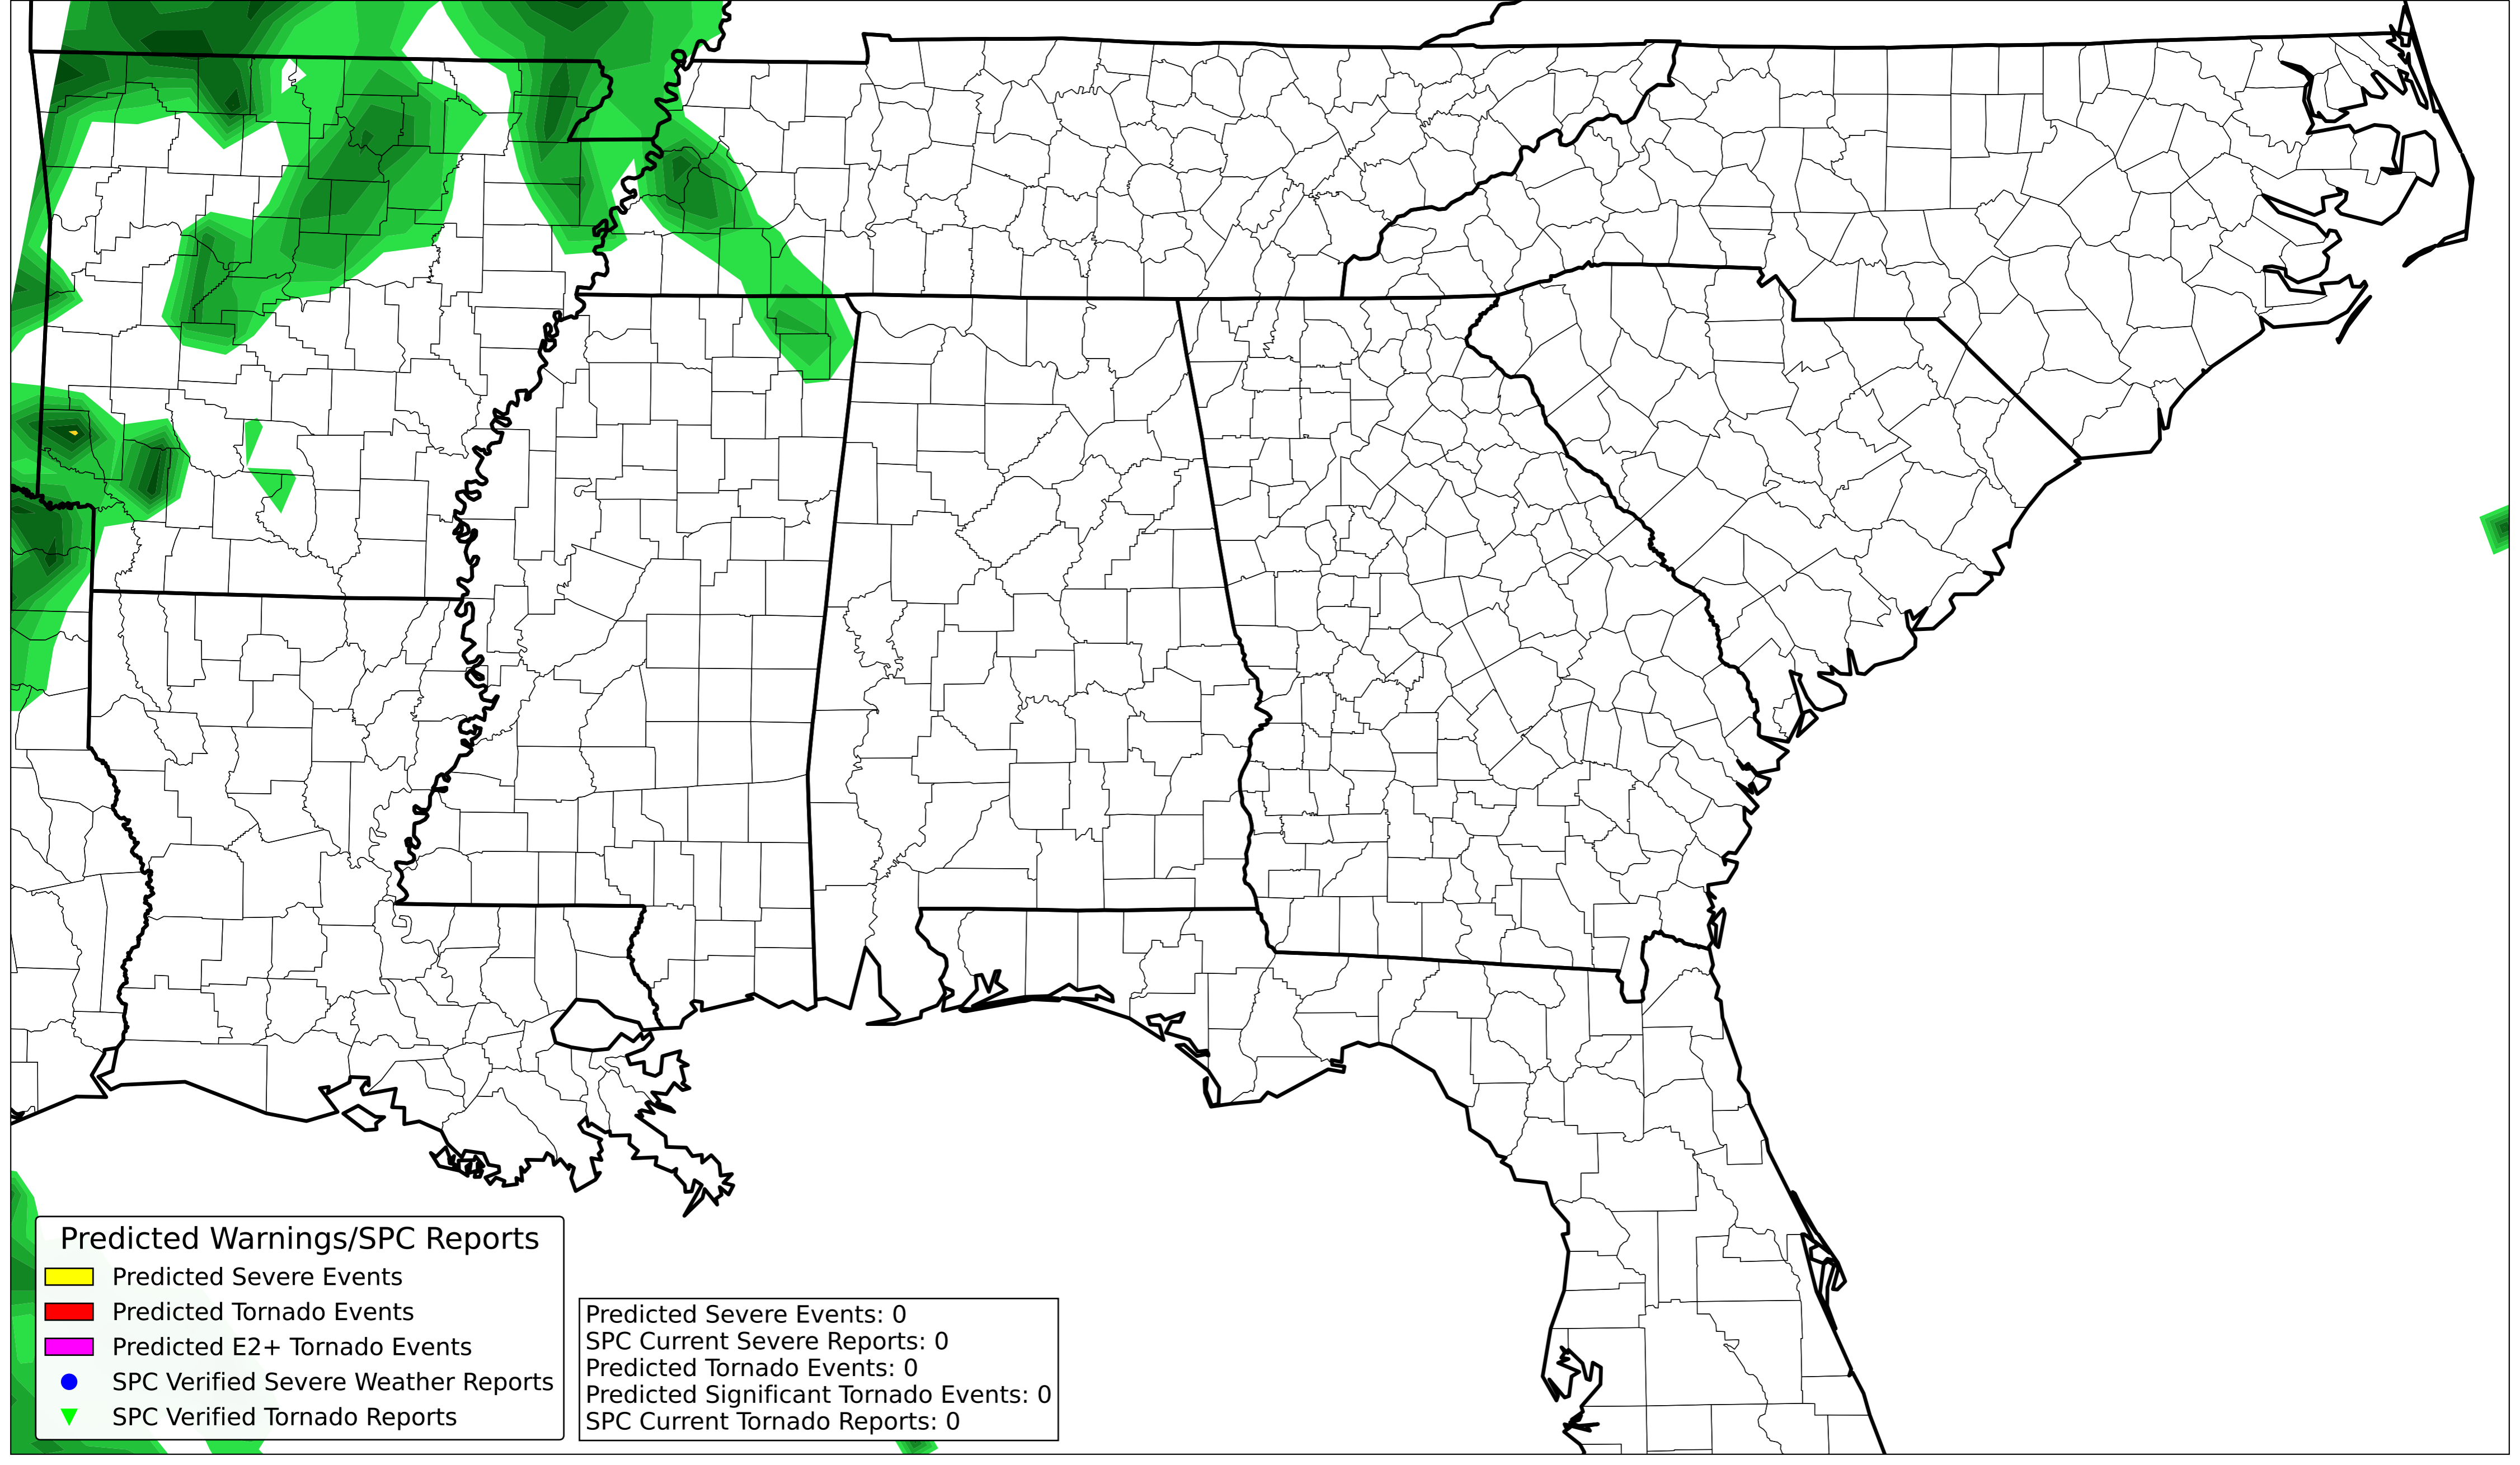 Predicted Warnings/SPC Reports
Predicted Severe Events
Predicted Tornado Events
Predicted E2+ Tornado Events
SPC Verified Severe Weather Reports
SPC Verified Tornado Reports
Predicted Severe Events: 0
SPC Current Severe Reports: 0
Predicted Tornado Events: 0
Predicted Significant Tornado Events: 0
SPC Current Tornado Reports: 0